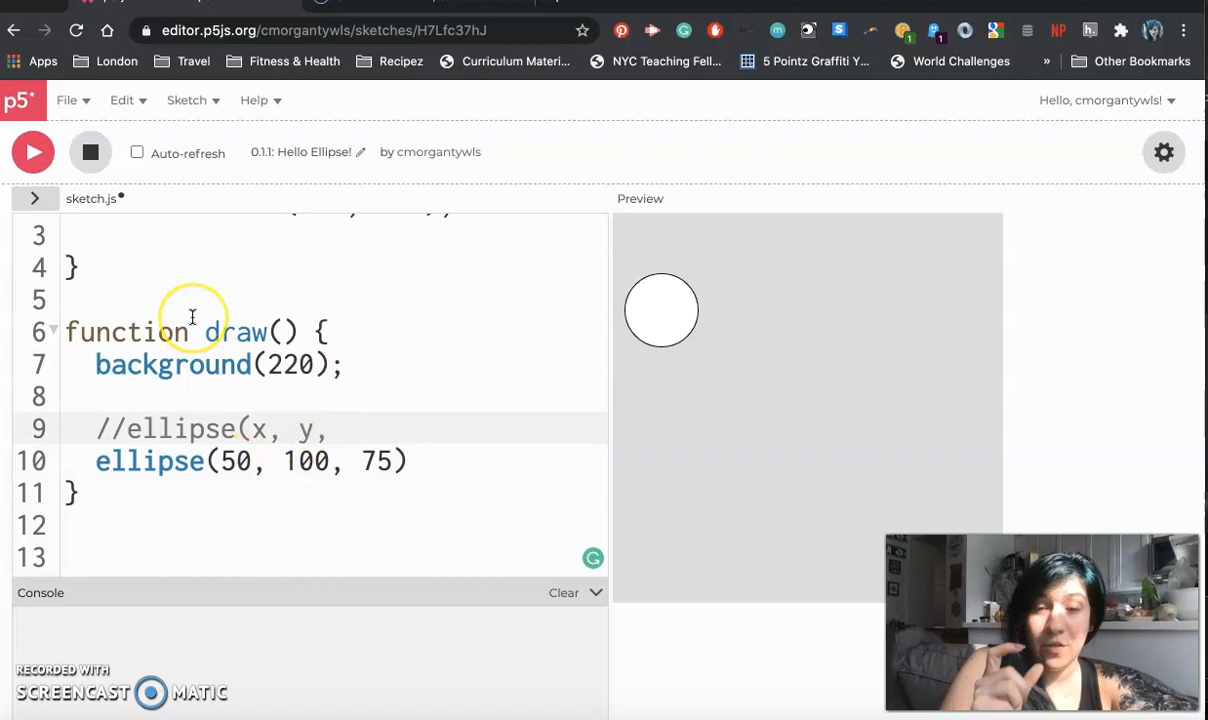 editor.p5js.org/cmorgantywls/sketches/H7Lfc37hJ
Apps London Travel Fitness & Health Recipez Curriculum Materi... NYC Teaching Fell... 5 Pointz Graffiti Y... World Challenges » Other Bookmarks
p5* File Edit Sketch Help Hello, cmorgantywls!
Auto-refresh 0.1.1: Hello Ellipse! by cmorgantywls
sketch.js Preview
3
4 }
5
6 function draw() {
7 background(220);
8
9 //ellipse(x, y,
10 ellipse(50, 100, 75)
11 }
12
13
Console Clear
RECORDED WITH
SCREENCAST MATIC